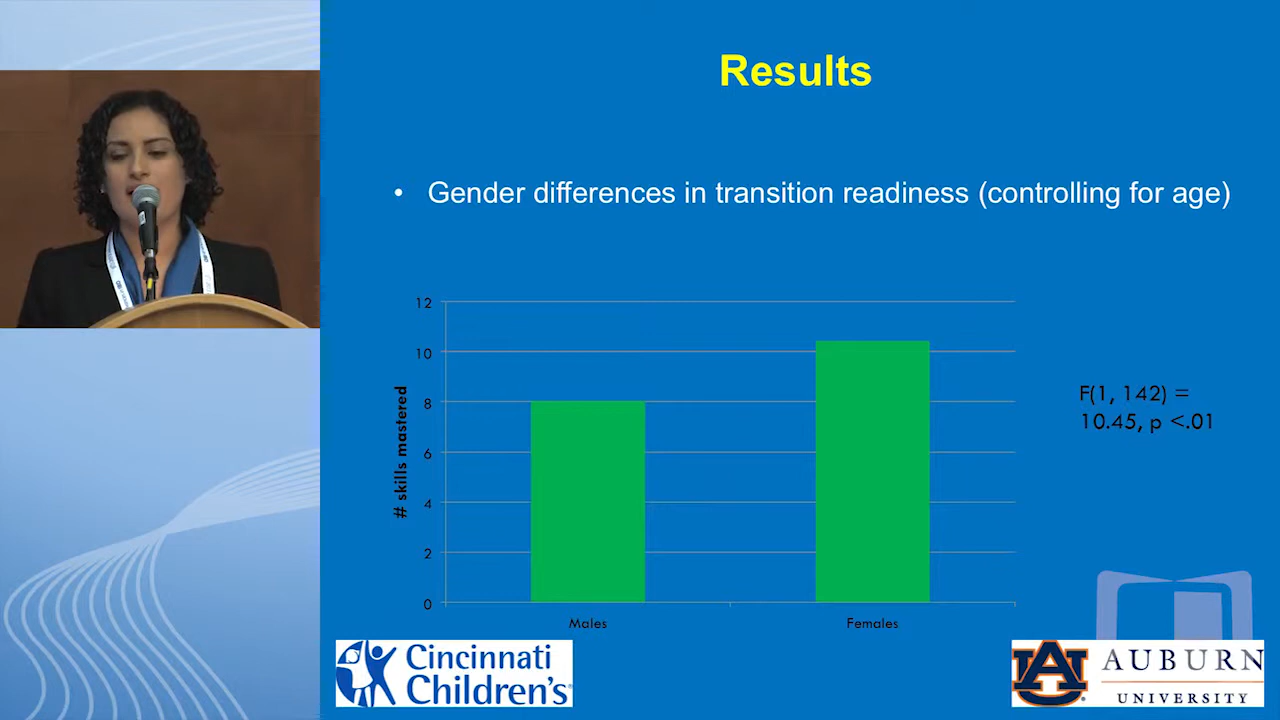 Results
• Gender differences in transition readiness (controlling for age)
12
10
8
6
4
2
0
# skills mastered
Males
Females
F(1, 142) =
10.45, p <.01
Cincinnati
Children's
AUBURN
UNIVERSITY